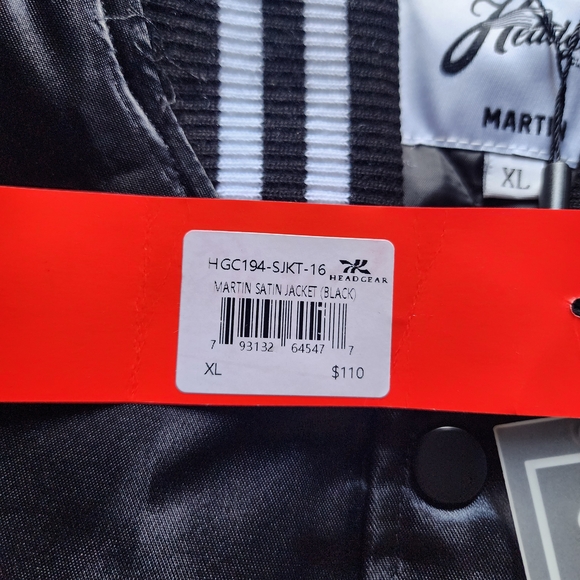 MARTIN
XL
HGC194-SJKT-16
HEADGEAR
MARTIN SATIN JACKET (BLACK)
7 93132 64547 7
XL $110